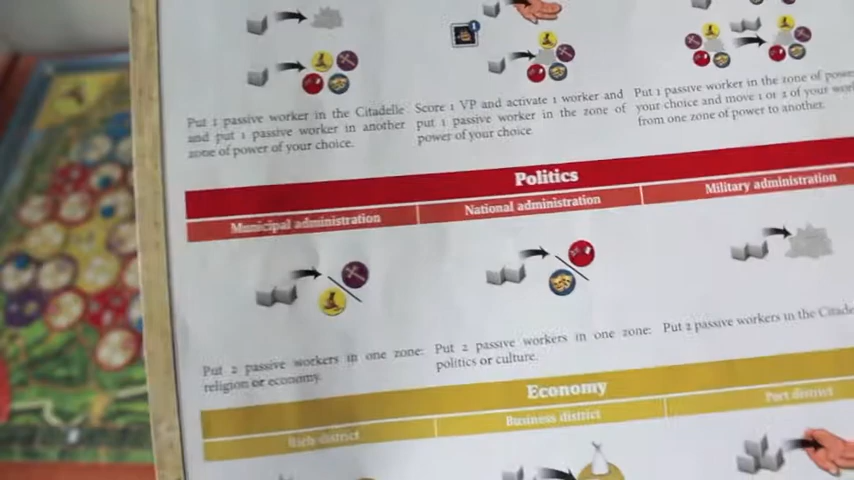 Put 1 passive worker in the Citadelle
and put 1 passive worker in another
zone of power of your choice.
Score 1 VP and activate 1 worker and
put 1 passive worker in the zone of
power of your choice.
Put 1 passive worker in the zone of power
your choice and move 1 or 2 of your
from one zone of power to another.
Politics
Municipal administration
National administration
Military administration
Put 2 passive workers in one zone:
religion or economy.
Put 2 passive workers in one zone:
politics or culture.
Put 2 passive workers in the Citade
Economy
Rich district
Business district
Port district